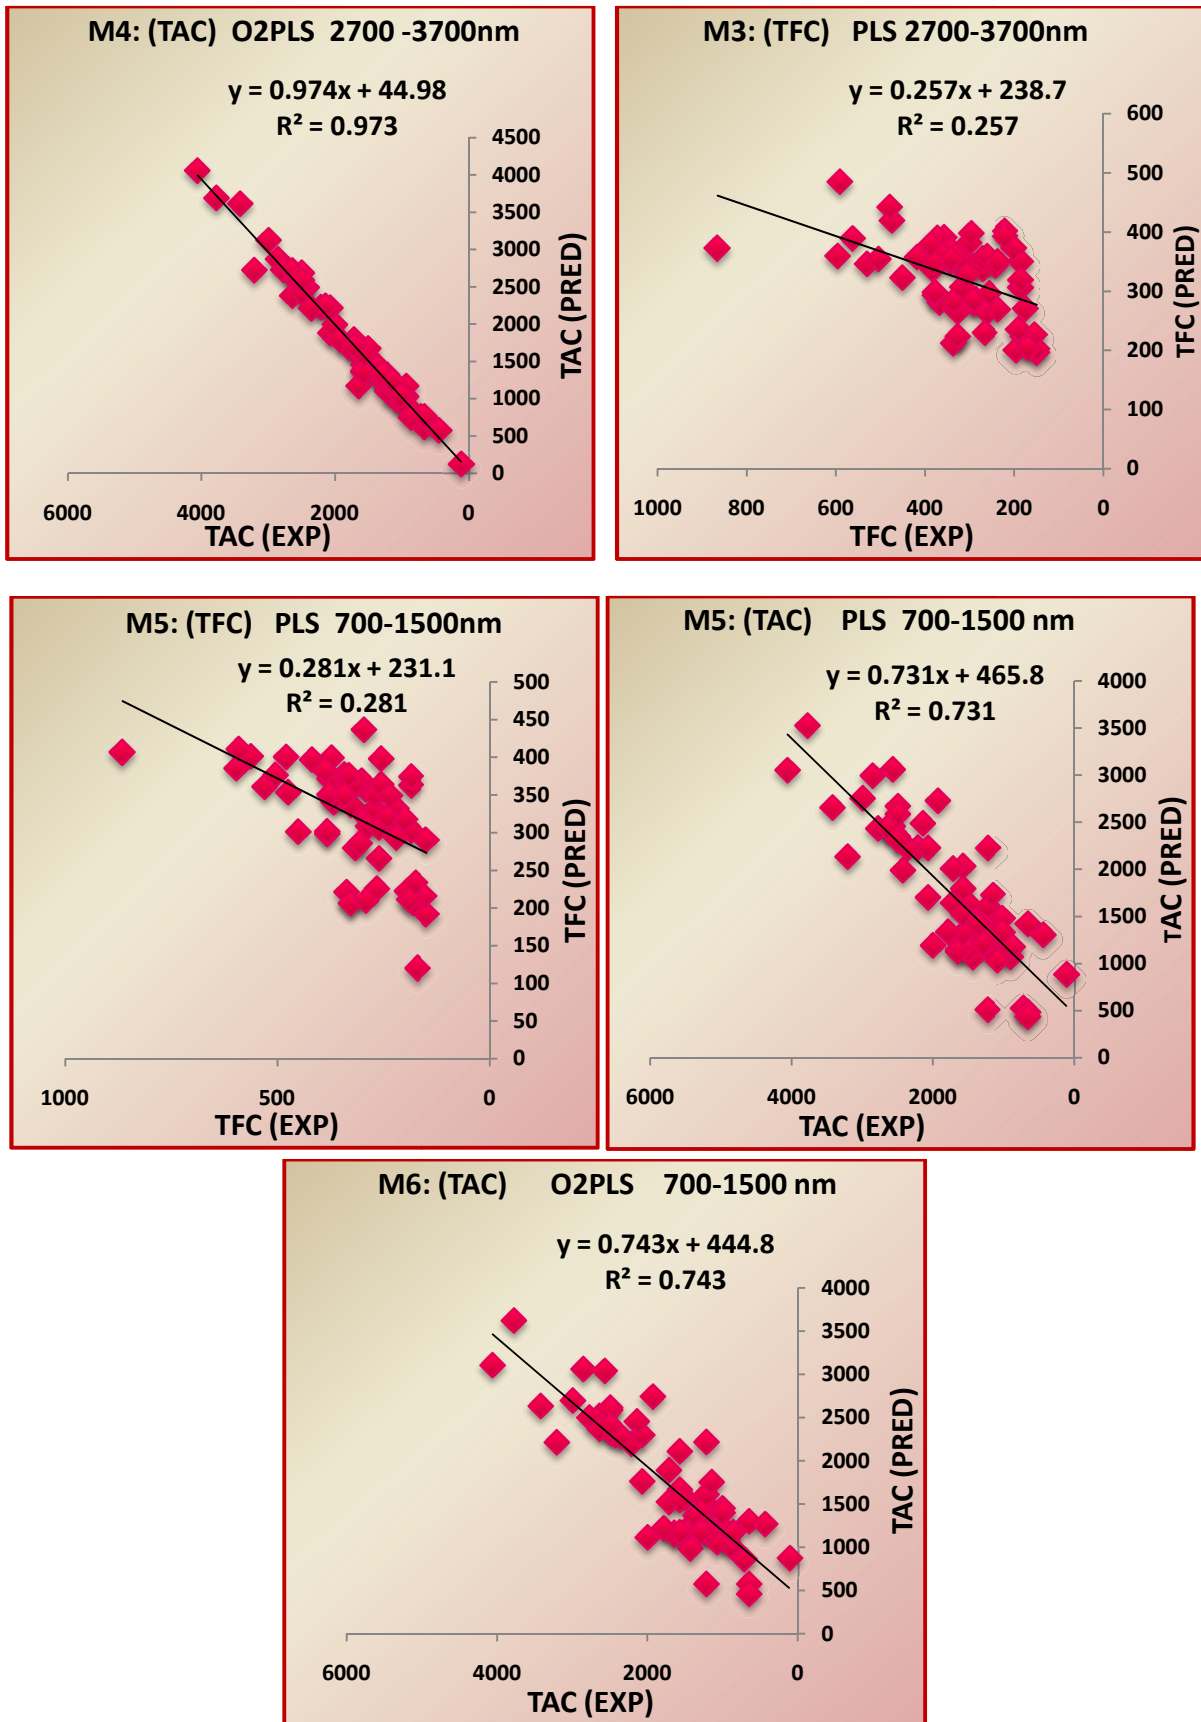 M4: (TAC) O2PLS 2700 -3700nm
y = 0.974x + 44.98
R² = 0.973
4500
4000
3500
3000
2500
2000
1500
1000
500
0
TAC (PRED)
6000 4000 2000 0
TAC (EXP)
M3: (TFC) PLS 2700-3700nm
y = 0.257x + 238.7
R² = 0.257
600
500
400
300
200
100
0
TFC (PRED)
1000 800 600 400 200 0
TFC (EXP)
M5: (TFC) PLS 700-1500nm
y = 0.281x + 231.1
R² = 0.281
500
450
400
350
300
250
200
150
100
50
0
TFC (PRED)
1000 500 0
TFC (EXP)
M5: (TAC) PLS 700-1500 nm
y = 0.731x + 465.8
R² = 0.731
4000
3500
3000
2500
2000
1500
1000
500
0
TAC (PRED)
6000 4000 2000 0
TAC (EXP)
M6: (TAC) O2PLS 700-1500 nm
y = 0.743x + 444.8
R² = 0.743
4000
3500
3000
2500
2000
1500
1000
500
0
TAC (PRED)
6000 4000 2000 0
TAC (EXP)